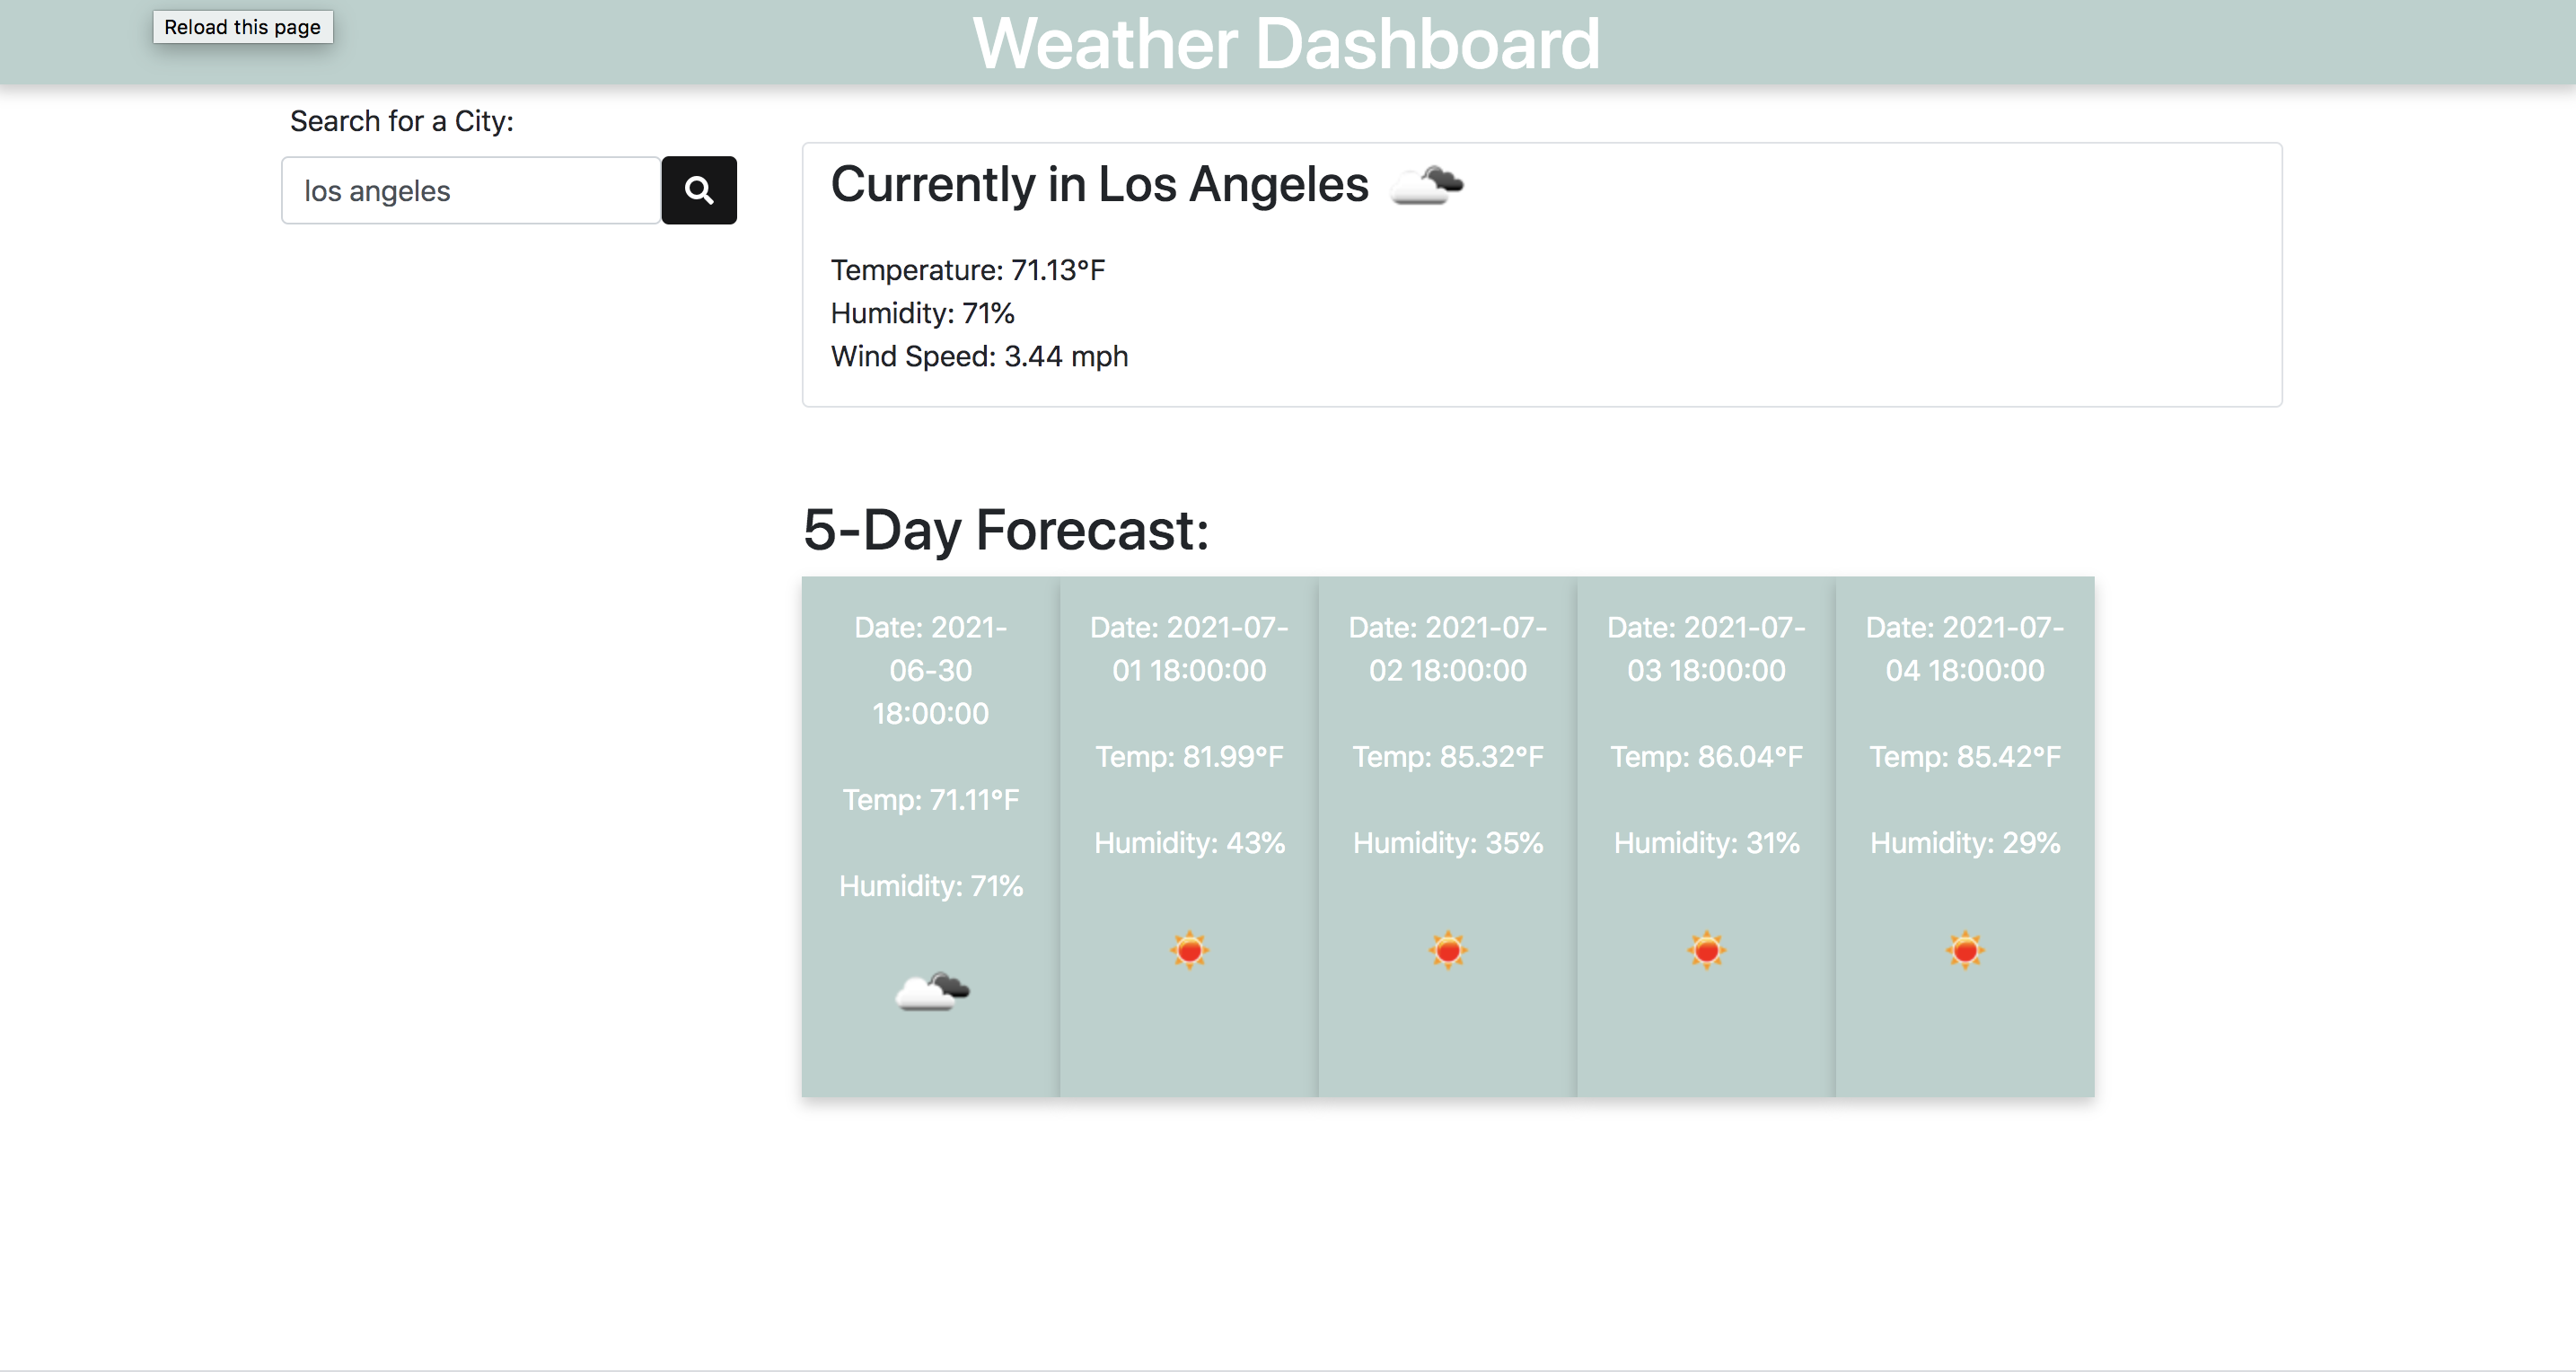 Reload this page
Weather Dashboard
Search for a City:
los angeles
Currently in Los Angeles
Temperature: 71.13°F
Humidity: 71%
Wind Speed: 3.44 mph
5-Day Forecast:
Date: 2021-
06-30
18:00:00
Temp: 71.11°F
Humidity: 71%
Date: 2021-07-
01 18:00:00
Temp: 81.99°F
Humidity: 43%
Date: 2021-07-
02 18:00:00
Temp: 85.32°F
Humidity: 35%
Date: 2021-07-
03 18:00:00
Temp: 86.04°F
Humidity: 31%
Date: 2021-07-
04 18:00:00
Temp: 85.42°F
Humidity: 29%